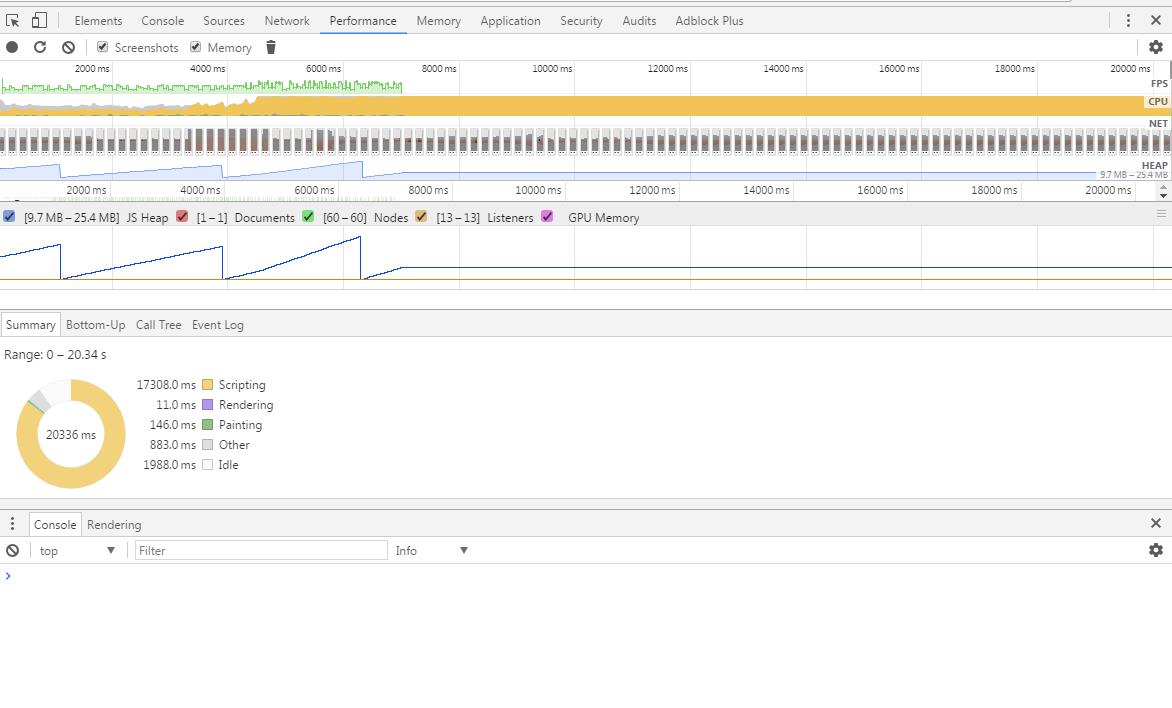 Elements Console Sources Network Performance Memory Application Security Audits Adblock Plus
Screenshots Memory
2000 ms 4000 ms 6000 ms 8000 ms 10000 ms 12000 ms 14000 ms 16000 ms 18000 ms 20000 ms
FPS
CPU
NET
HEAP
9.7 MB – 25.4 MB
2000 ms 4000 ms 6000 ms 8000 ms 10000 ms 12000 ms 14000 ms 16000 ms 18000 ms 20000 ms
[9.7 MB – 25.4 MB] JS Heap [1 – 1] Documents [60 – 60] Nodes [13 – 13] Listeners GPU Memory
Summary Bottom-Up Call Tree Event Log
Range: 0 – 20.34 s
17308.0 ms Scripting
11.0 ms Rendering
146.0 ms Painting
20336 ms
883.0 ms Other
1988.0 ms Idle
Console Rendering
top Filter Info